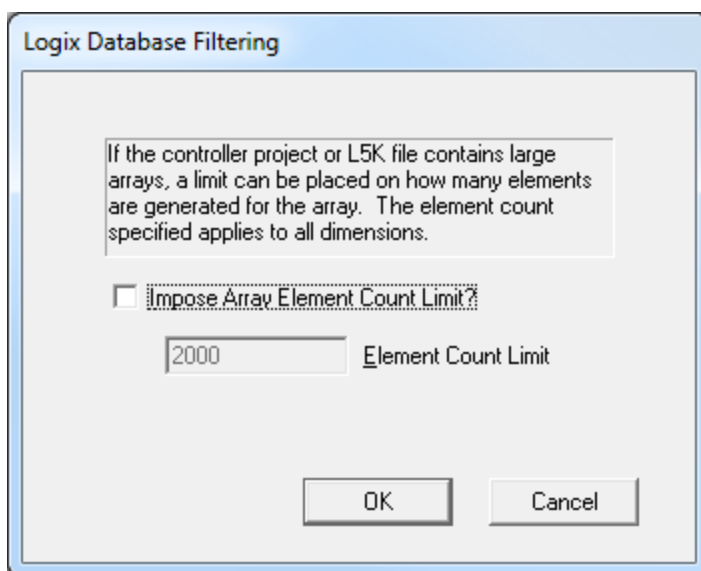 Logix Database Filtering
If the controller project or L5K file contains large
arrays, a limit can be placed on how many elements
are generated for the array.  The element count
specified applies to all dimensions.
Impose Array Element Count Limit?
2000 Element Count Limit
OK Cancel